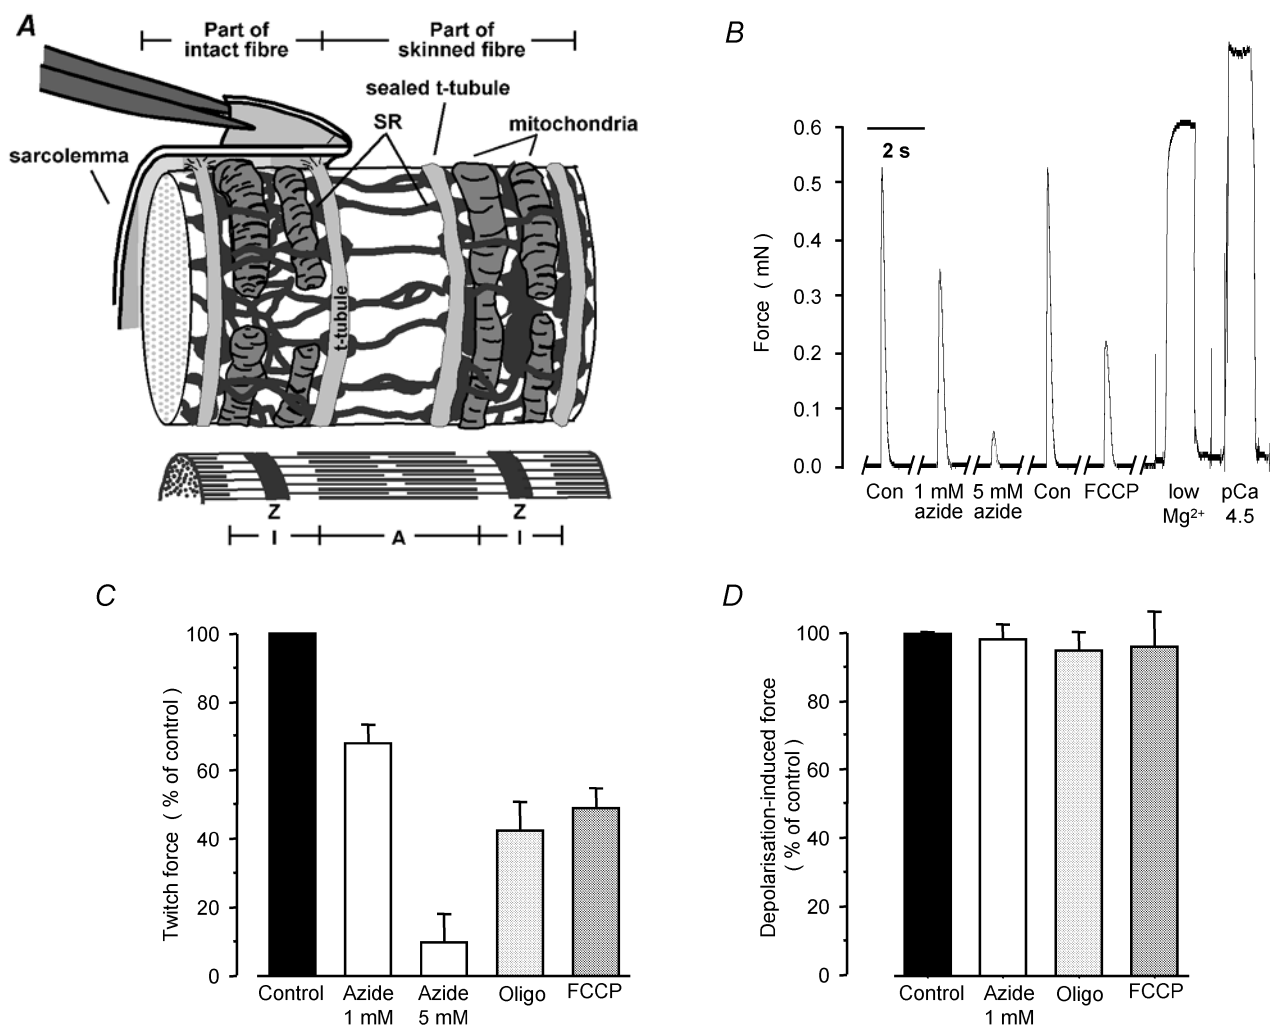 A
Part of
intact fibre
Part of
skinned fibre
sealed t-tubule
SR
mitochondria
sarcolemma
t-tubule
Z
Z
I
A
I
B
2 s
Force ( mN )
0.6
0.5
0.4
0.3
0.2
0.1
0.0
Con
1 mM
azide
5 mM
azide
Con
FCCP
low
Mg²⁺
pCa
4.5
C
Twitch force ( % of control )
100
80
60
40
20
0
Control
Azide
1 mM
Azide
5 mM
Oligo
FCCP
D
Depolarisation-induced force
( % of control )
100
80
60
40
20
0
Control
Azide
1 mM
Oligo
FCCP